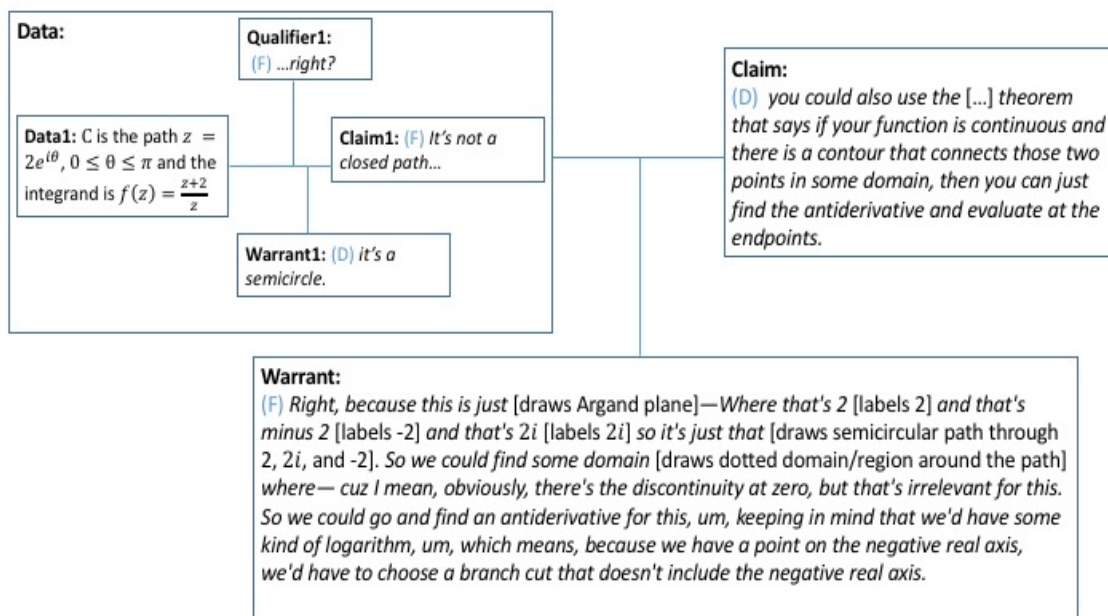 Data:
Qualifier1:
(F) ...right?
Data1: C is the path z =
2e^{iθ}, 0 ≤ θ ≤ π and the
integrand is f(z) = \frac{z+2}{z}
Claim1: (F) It's not a
closed path...
Warrant1: (D) it's a
semicircle.
Claim:
(D) you could also use the [...] theorem
that says if your function is continuous and
there is a contour that connects those two
points in some domain, then you can just
find the antiderivative and evaluate at the
endpoints.
Warrant:
(F) Right, because this is just [draws Argand plane]—Where that's 2 [labels 2] and that's
minus 2 [labels -2] and that's 2i [labels 2i] so it's just that [draws semicircular path through
2, 2i, and -2]. So we could find some domain [draws dotted domain/region around the path]
where— cuz I mean, obviously, there's the discontinuity at zero, but that's irrelevant for this.
So we could go and find an antiderivative for this, um, keeping in mind that we'd have some
kind of logarithm, um, which means, because we have a point on the negative real axis,
we'd have to choose a branch cut that doesn't include the negative real axis.